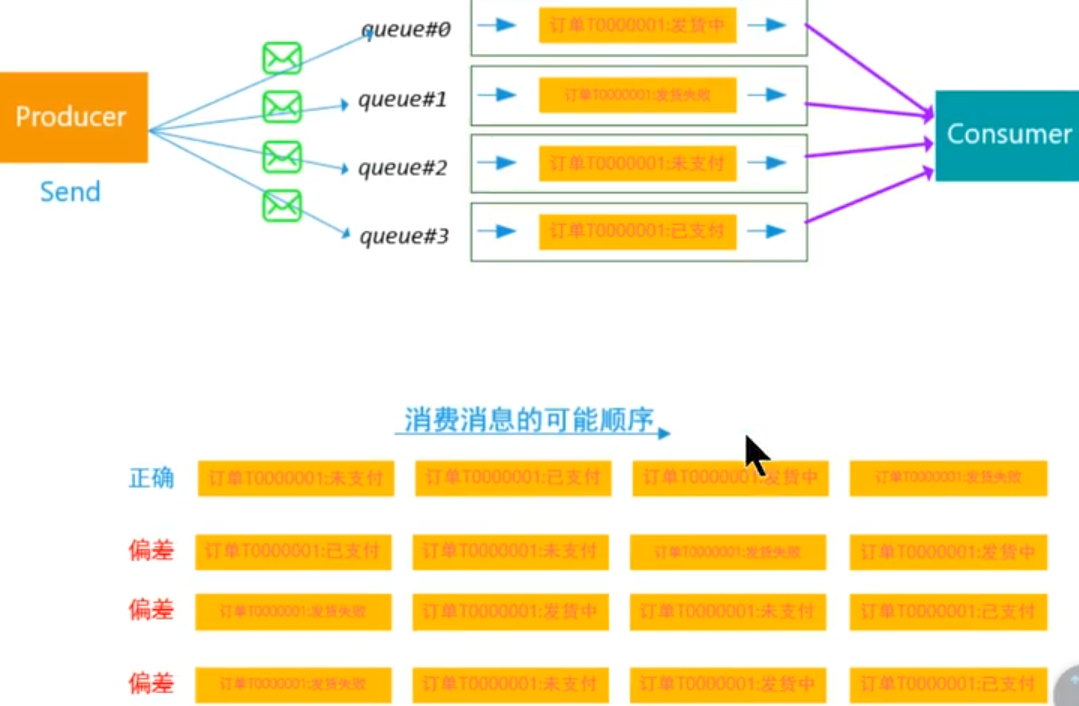 queue#0
订单T0000001:发货中
queue#1
订单T0000001:发货失败
Producer
Consumer
queue#2
订单T0000001:未支付
Send
queue#3
订单T0000001:已支付
消费消息的可能顺序
正确 订单T0000001:未支付 订单T0000001:已支付 订单T0000001:发货中 订单T0000001:发货失败
偏差 订单T0000001:已支付 订单T0000001:未支付 订单T0000001:发货失败 订单T0000001:发货中
偏差 订单T0000001:发货失败 订单T0000001:发货中 订单T0000001:未支付 订单T0000001:已支付
偏差 订单T0000001:发货失败 订单T0000001:未支付 订单T0000001:发货中 订单T0000001:已支付